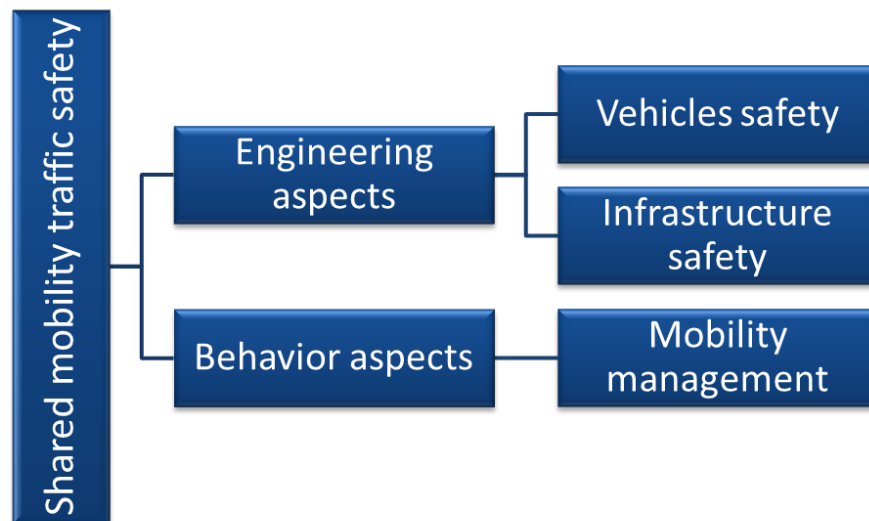 Shared mobility traffic safety
Engineering
aspects
Vehicles safety
Infrastructure
safety
Behavior aspects
Mobility
management